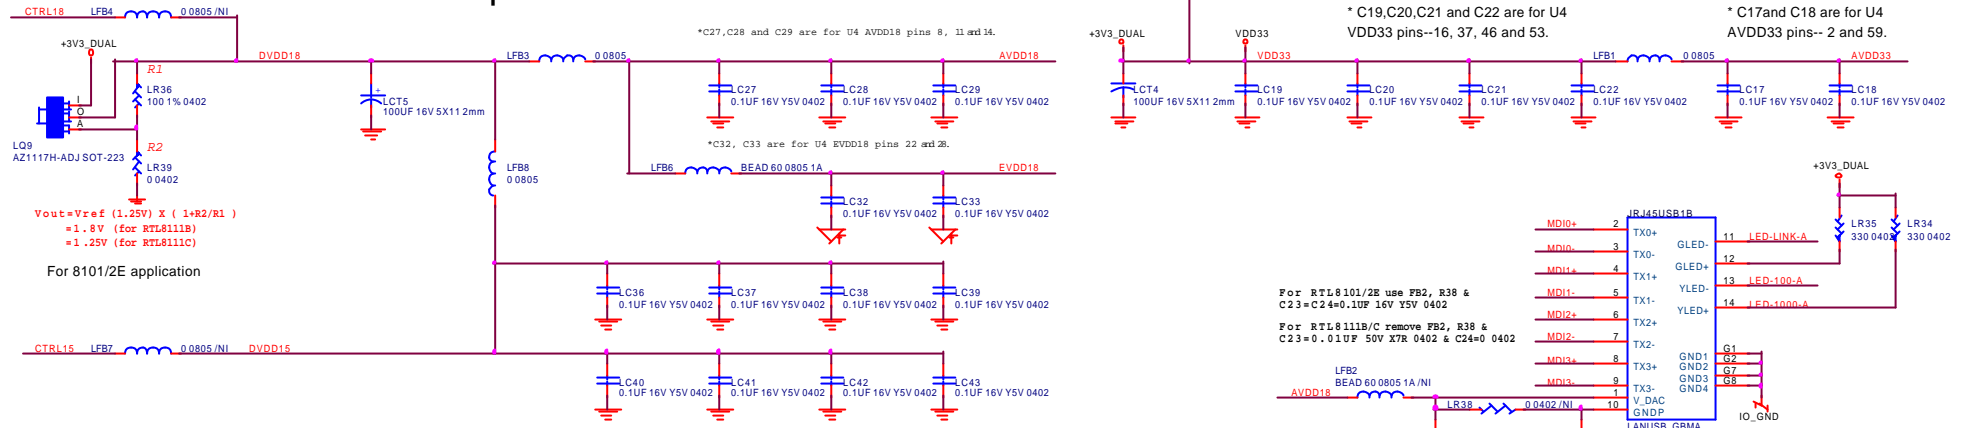 CTRL18
LFB4
0 0805 /NI
+3V3_DUAL
DVDD18
R1
LR36
100 1% 0402
I
O
A
LQ9
AZ1117H-ADJ SOT-223
R2
LR39
0 0402
Vout=Vref (1.25V) X ( 1+R2/R1 )
=1.8V (for RTL8111B)
=1.25V (for RTL8111C)
For 8101/2E application
LCT5
100UF 16V 5X11 2mm
LFB3
0 0805
*C27,C28 and C29 are for U4 AVDD18 pins 8, 11 and 14.
AVDD18
LC27
0.1UF 16V Y5V 0402
LC28
0.1UF 16V Y5V 0402
LC29
0.1UF 16V Y5V 0402
*C32, C33 are for U4 EVDD18 pins 22 and 28.
LFB8
0 0805
LFB6
BEAD 60 0805 1A
EVDD18
LC32
0.1UF 16V Y5V 0402
LC33
0.1UF 16V Y5V 0402
LC36
0.1UF 16V Y5V 0402
LC37
0.1UF 16V Y5V 0402
LC38
0.1UF 16V Y5V 0402
LC39
0.1UF 16V Y5V 0402
CTRL15
LFB7
0 0805 /NI
DVDD15
LC40
0.1UF 16V Y5V 0402
LC41
0.1UF 16V Y5V 0402
LC42
0.1UF 16V Y5V 0402
LC43
0.1UF 16V Y5V 0402
* C19,C20,C21 and C22 are for U4
VDD33 pins--16, 37, 46 and 53.
* C17and C18 are for U4
AVDD33 pins-- 2 and 59.
+3V3_DUAL
VDD33
VDD33
LFB1
0 0805
AVDD33
LCT4
100UF 16V 5X11 2mm
LC19
0.1UF 16V Y5V 0402
LC20
0.1UF 16V Y5V 0402
LC21
0.1UF 16V Y5V 0402
LC22
0.1UF 16V Y5V 0402
LC17
0.1UF 16V Y5V 0402
LC18
0.1UF 16V Y5V 0402
+3V3_DUAL
LR35
330 0402
LR34
330 0402
JRJ45USB1B
MDI0+ 2 TX0+
MDI0- 3 TX0-
MDI1+ 4 TX1+
MDI1- 5 TX1-
MDI2+ 6 TX2+
MDI2- 7 TX2-
MDI3+ 8 TX3+
MDI3- 9 TX3-
1 V_DAC
10 GNDP
GLED- 11 LED-LINK-A
GLED+ 12
YLED- 13 LED-100-A
YLED+ 14 LED-1000-A
GND1 G1
GND2 G2
GND3 G7
GND4 G8
IO_GND
LANUSB_GBMA
For RTL8101/2E use FB2, R38 &
C23=C24=0.1UF 16V Y5V 0402
For RTL8111B/C remove FB2, R38 &
C23=0.01UF 50V X7R 0402 & C24=0 0402
LFB2
BEAD 60 0805 1A /NI
AVDD18
LR38
0 0402 /NI